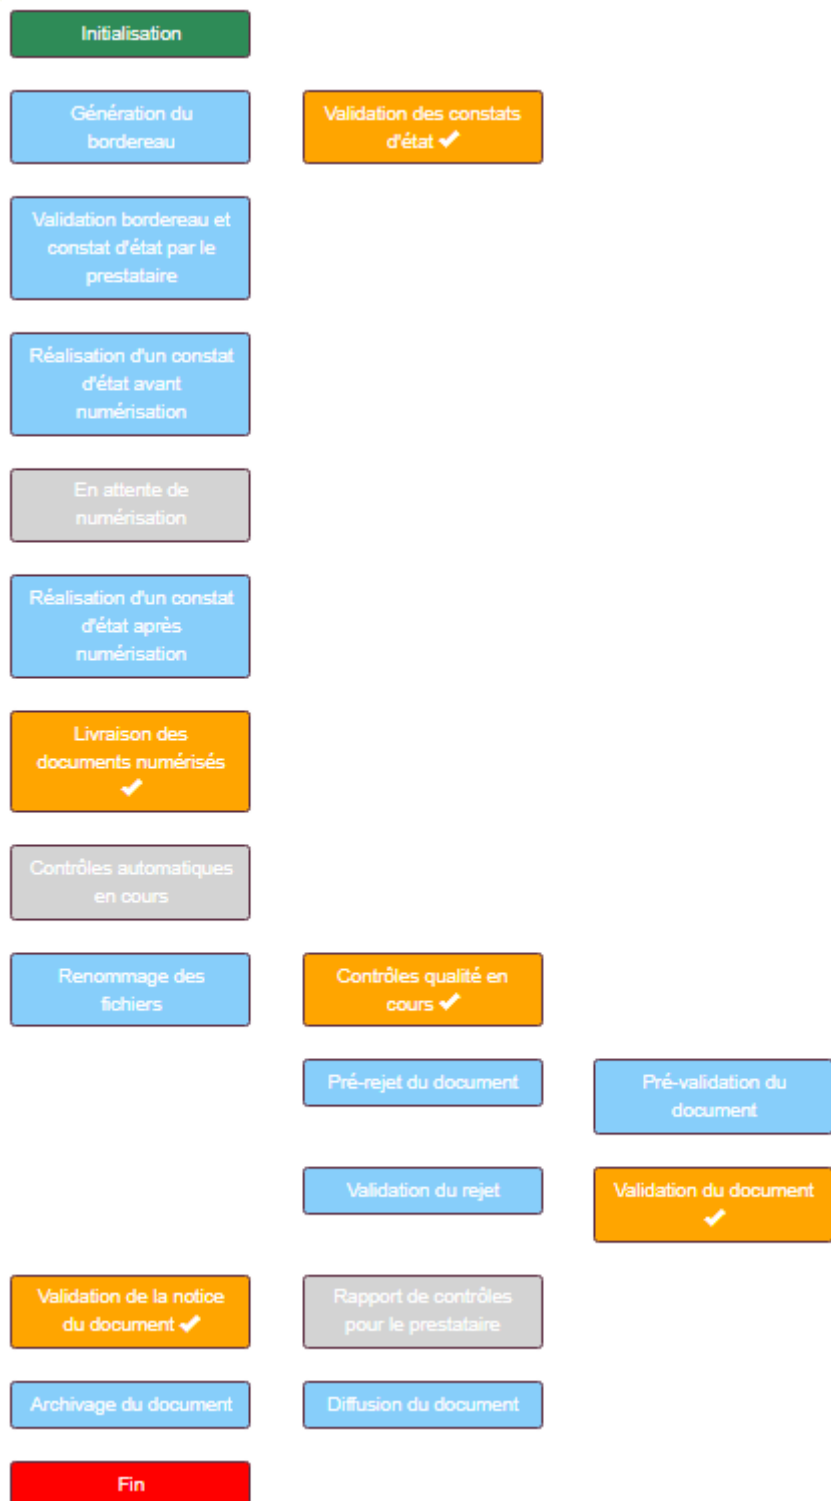 Initialisation
Génération du
bordereau
Validation des constats
d'état ✔
Validation bordereau et
constat d'état par le
prestataire
Réalisation d'un constat
d'état avant
numérisation
En attente de
numérisation
Réalisation d'un constat
d'état après
numérisation
Livraison des
documents numérisés
✔
Contrôles automatiques
en cours
Renommage des
fichiers
Contrôles qualité en
cours ✔
Pré-rejet du document
Pré-validation du
document
Validation du rejet
Validation du document
✔
Validation de la notice
du document ✔
Rapport de contrôles
pour le prestataire
Archivage du document
Diffusion du document
Fin